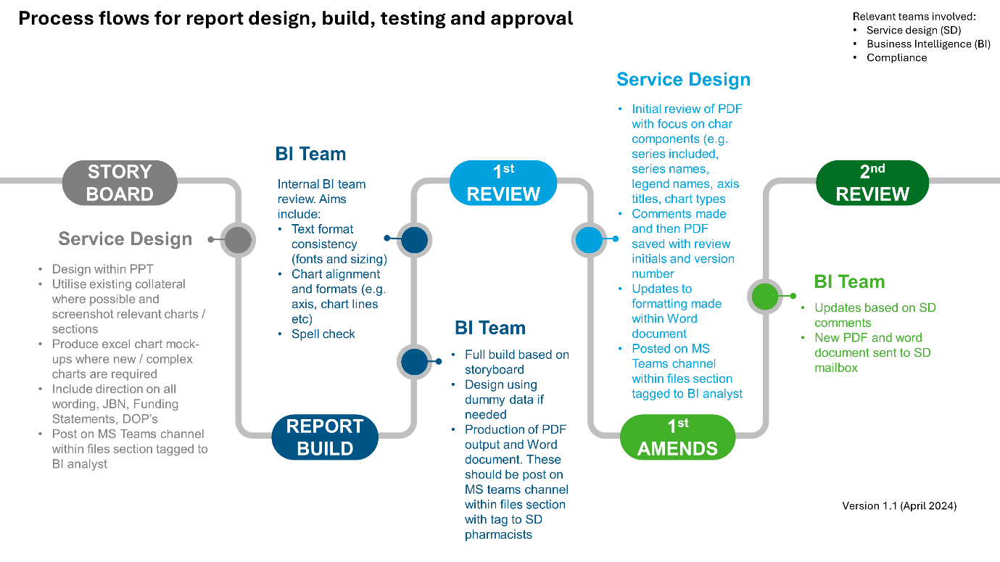 Process flows for report design, build, testing and approval
Relevant teams involved:
• Service design (SD)
• Business Intelligence (BI)
• Compliance
STORY
BOARD
Service Design
• Design within PPT
• Utilise existing collateral
where possible and
screenshot relevant charts /
sections
• Produce excel chart mock-
ups where new / complex
charts are required
• Include direction on all
wording, JBN, Funding
Statements, DOP's
• Post on MS Teams channel
within files section tagged to
BI analyst
BI Team
Internal BI team
review. Aims
include:
• Text format
consistency
(fonts and sizing)
• Chart alignment
and formats (e.g.
axis, chart lines
etc)
• Spell check
REPORT
BUILD
BI Team
• Full build based on
storyboard
• Design using
dummy data if
needed
• Production of PDF
output and Word
document. These
should be post on
MS teams channel
within files section
with tag to SD
pharmacists
1st
REVIEW
Service Design
• Initial review of PDF
with focus on char
components (e.g.
series included,
series names,
legend names, axis
titles, chart types
• Comments made
and then PDF
saved with review
initials and version
number
• Updates to
formatting made
within Word
document
• Posted on MS
Teams channel
within files section
tagged to BI analyst
1st
AMENDS
BI Team
• Updates based on SD
comments
• New PDF and word
document sent to SD
mailbox
2nd
REVIEW
Version 1.1 (April 2024)